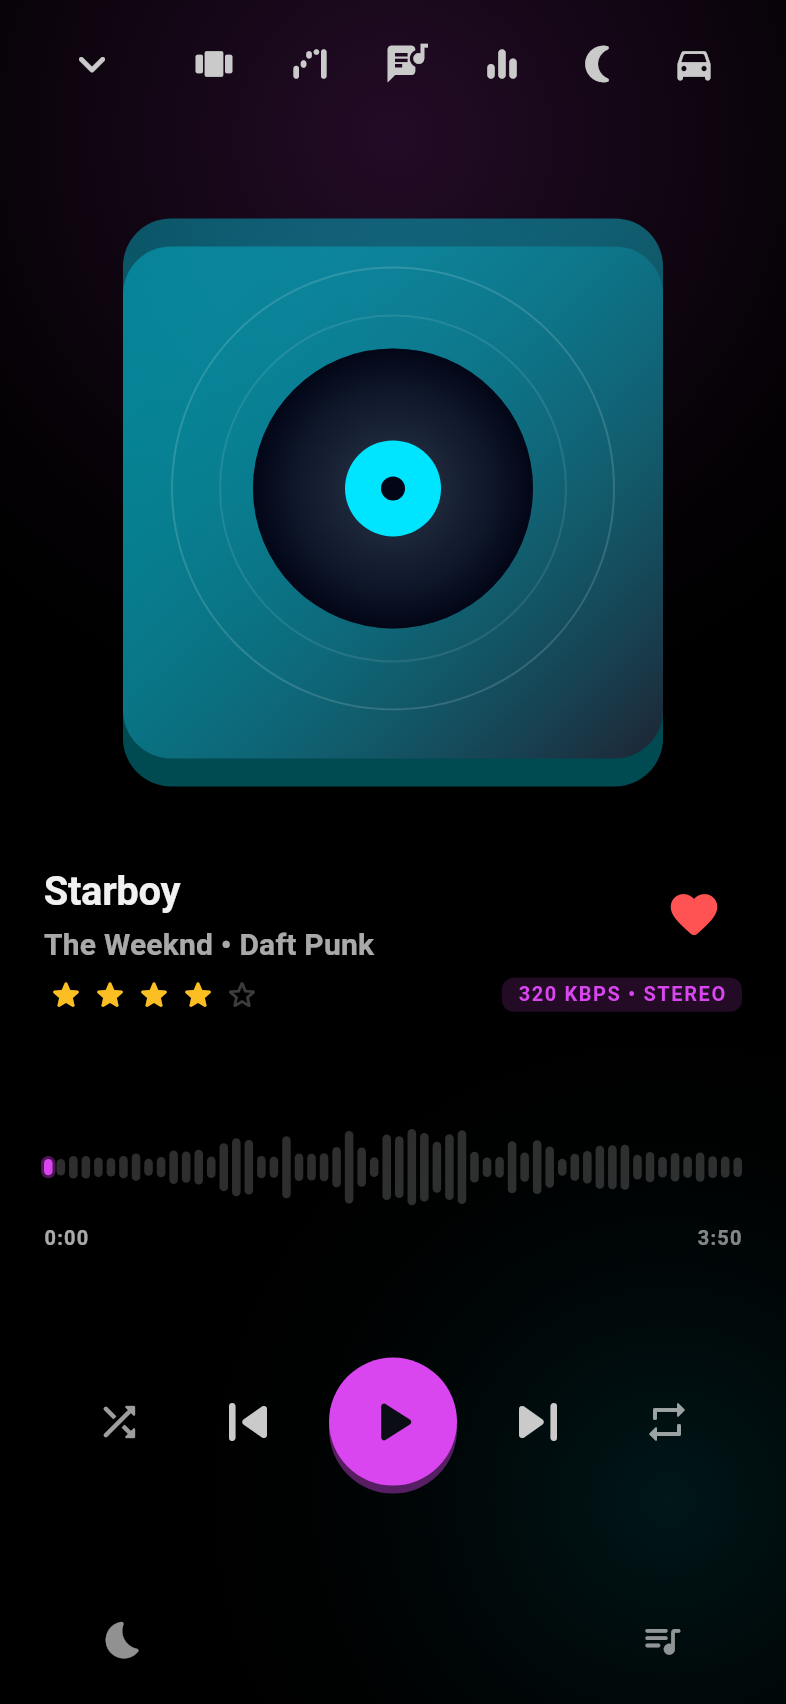 Starboy
The Weeknd • Daft Punk
320 KBPS • STEREO
0:00
3:50